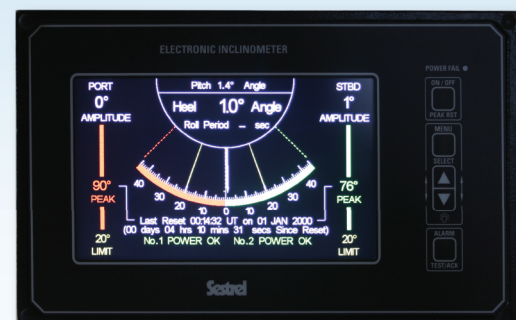 ELECTRONIC INCLINOMETER
POWER FAIL
ON / OFF
PEAK RST
MENU
SELECT
ALARM
TEST/ACK
PORT
0°
AMPLITUDE
90°
PEAK
20°
LIMIT
Pitch 1.4° Angle
Heel 1.0° Angle
Roll Period – sec
STBD
1°
AMPLITUDE
76°
PEAK
20°
LIMIT
40 30 20 10 0 10 20 30 40
Last Reset 00:14:32 UT on 01 JAN 2000
(00 days 04 hrs 10 mins 31 secs Since Reset)
No.1 POWER OK No.2 POWER OK
Sestrel